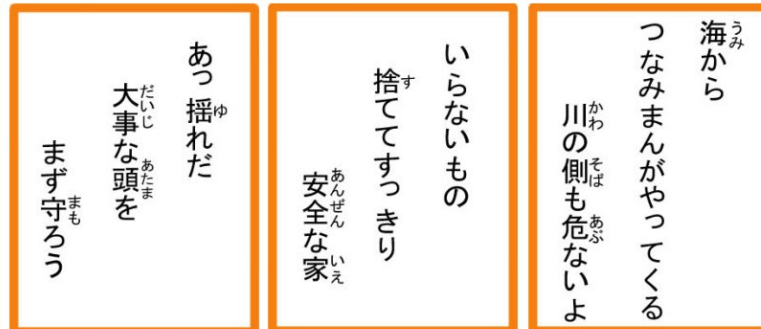 海から
つなみまんがやってくる
川の側も危ないよ
いらないもの
捨ててすっきり
安全な家
あっ揺れだ
大事な頭を
まず守ろう